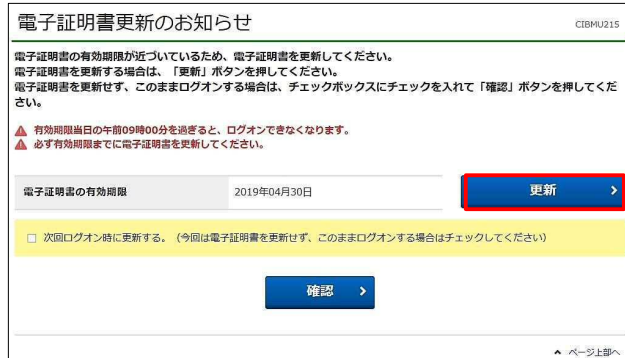 電子証明書更新のお知らせ
CIBMU215
電子証明書の有効期限が近づいているため、電子証明書を更新してください。
電子証明書を更新する場合は、「更新」ボタンを押してください。
電子証明書を更新せず、このままログオンする場合は、チェックボックスにチェックを入れて「確認」ボタンを押してくだ
さい。
有効期限当日の午前09時00分を過ぎると、ログオンできなくなります。
必ず有効期限までに電子証明書を更新してください。
電子証明書の有効期限
2019年04月30日
更新
次回ログオン時に更新する。（今回は電子証明書を更新せず、このままログオンする場合はチェックしてください）
確認
ページ上部へ